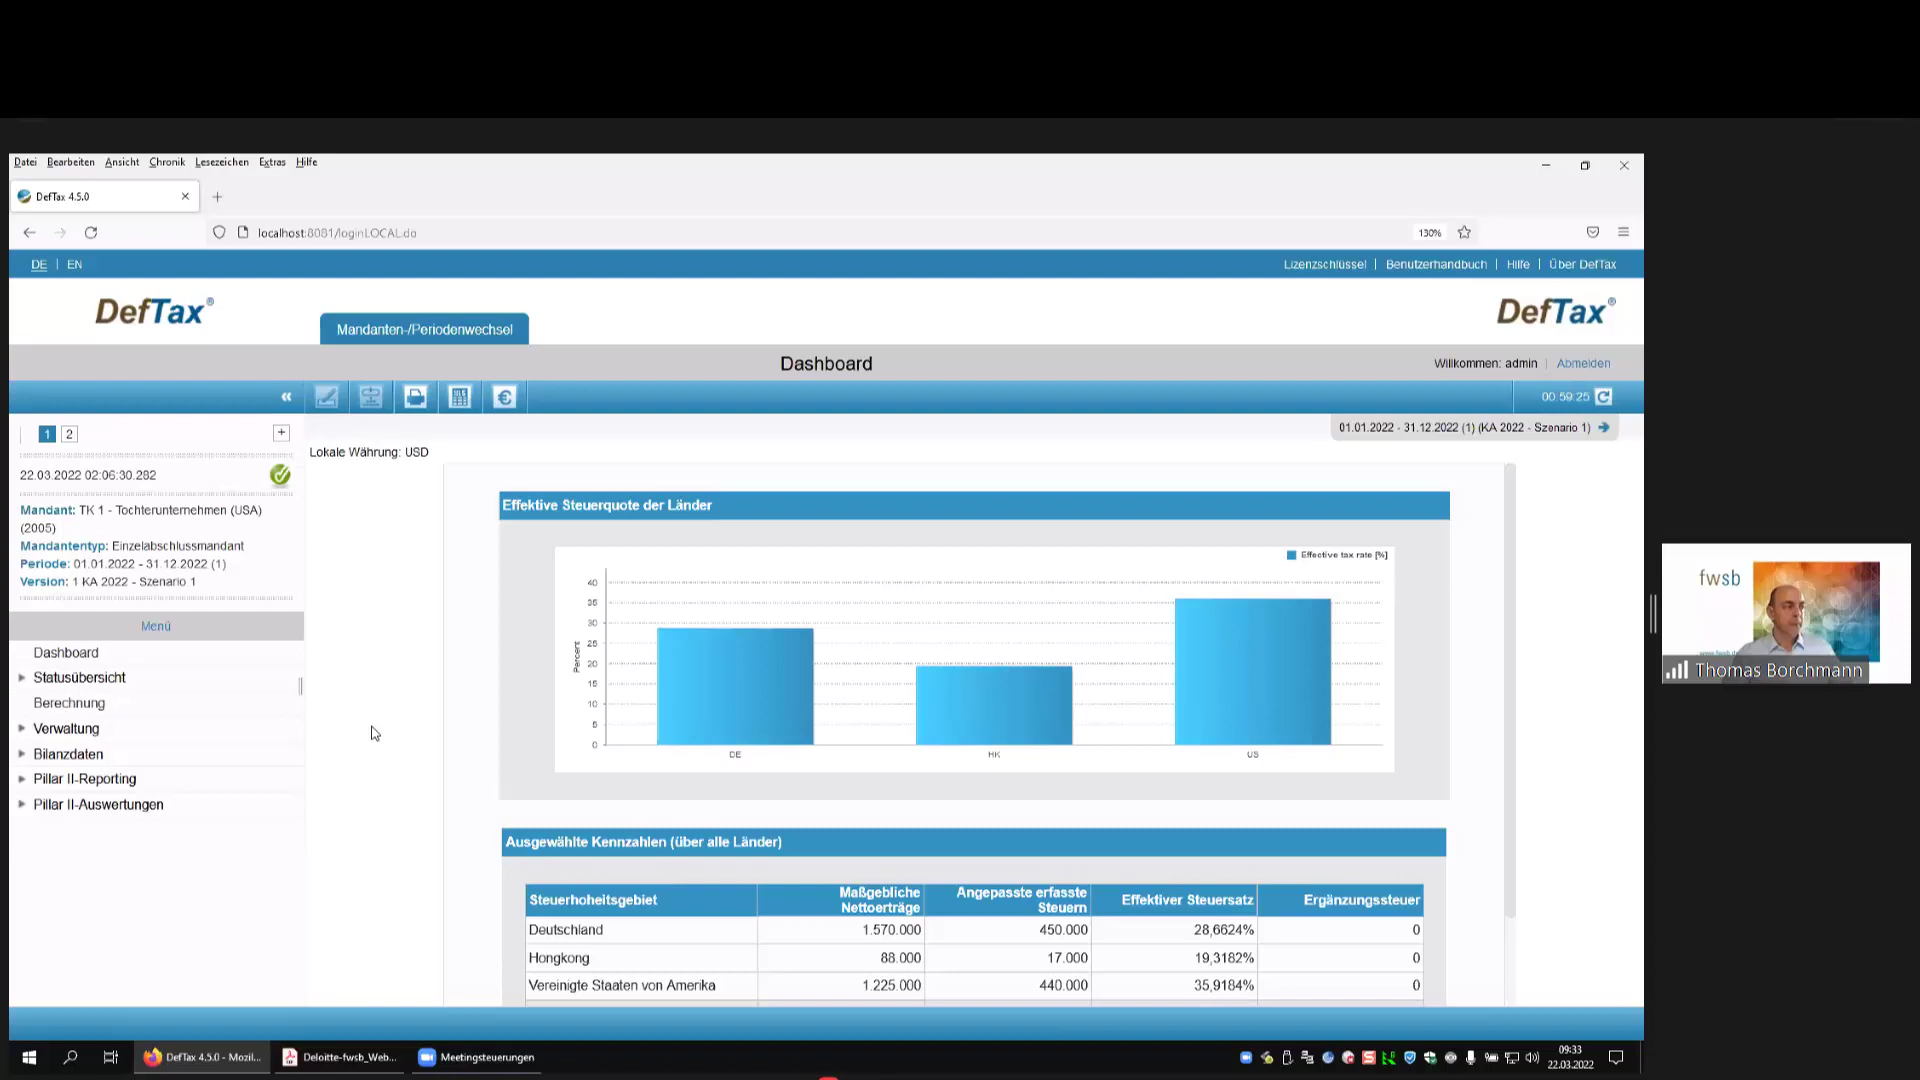 Datei Bearbeiten Ansicht Chronik Lesezeichen Extras Hilfe
DefTax 4.5.0
localhost:8081/loginLOCAL.do
130%
DE | EN
Lizenzschlüssel | Benutzerhandbuch | Hilfe | Über DefTax
DefTax®
Mandanten-/Periodenwechsel
DefTax®
Dashboard
Willkommen: admin | Abmelden
«
€
00:59:25
1 2
+
01.01.2022 - 31.12.2022 (1) (KA 2022 - Szenario 1)
Lokale Währung: USD
22.03.2022 02:06:30.282
Mandant: TK 1 - Tochterunternehmen (USA)
(2005)
Mandantentyp: Einzelabschlussmandant
Periode: 01.01.2022 - 31.12.2022 (1)
Version: 1 KA 2022 - Szenario 1
Menü
Dashboard
Statusübersicht
Berechnung
Verwaltung
Bilanzdaten
Pillar II-Reporting
Pillar II-Auswertungen
Effektive Steuerquote der Länder
Effective tax rate [%]
Percent
40
35
30
25
20
15
10
5
0
DE HK US
Ausgewählte Kennzahlen (über alle Länder)
Steuerhoheitsgebiet Maßgebliche Nettoerträge Angepasste erfasste Steuern Effektiver Steuersatz Ergänzungssteuer
Deutschland 1.570.000 450.000 28,6624% 0
Hongkong 88.000 17.000 19,3182% 0
Vereinigte Staaten von Amerika 1.225.000 440.000 35,9184% 0
fwsb
Thomas Borchmann
DefTax 4.5.0 - Mozil...
Deloitte-fwsb_Web...
Meetingsteuerungen
09:33
22.03.2022